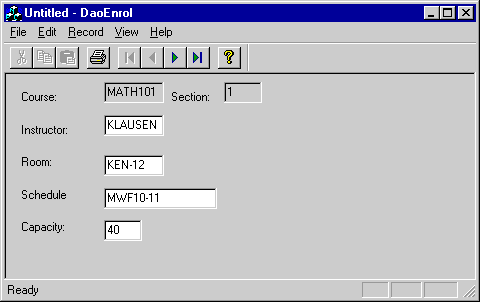 Untitled - DaoEnrol
File Edit Record View Help
?
Course: MATH101 Section: 1
Instructor: KLAUSEN
Room: KEN-12
Schedule MWF10-11
Capacity: 40
Ready